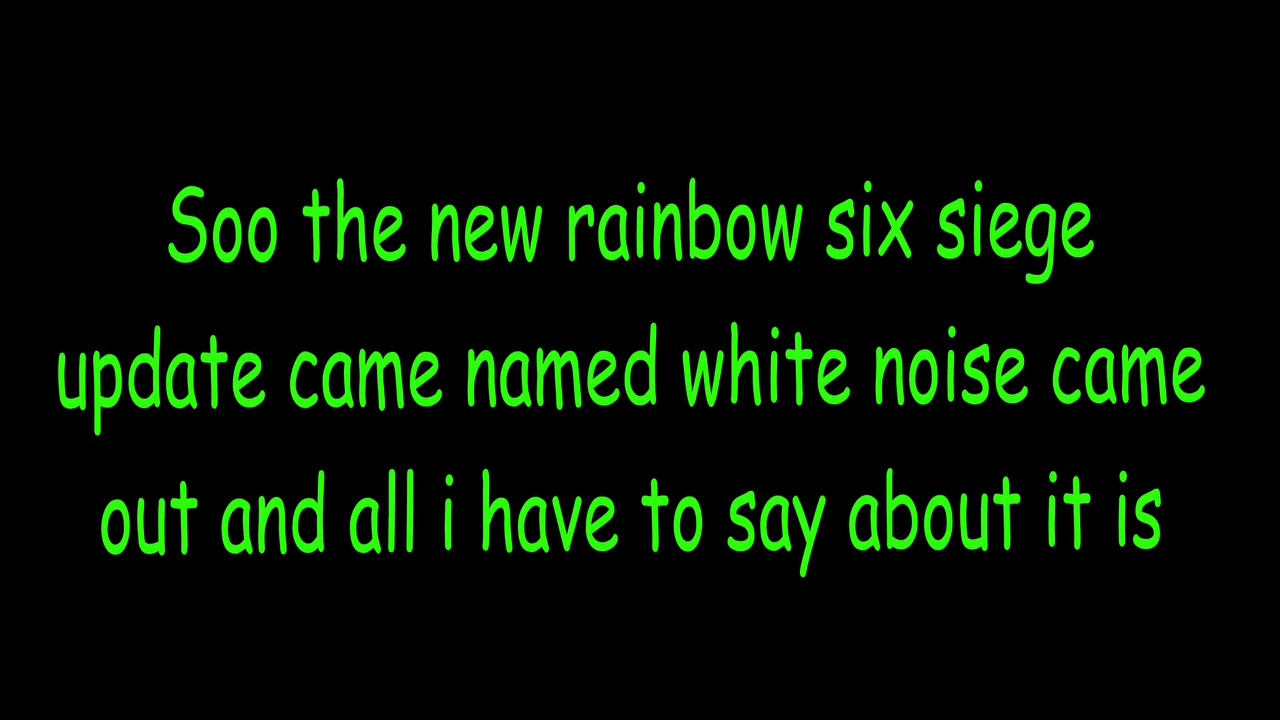 Soo the new rainbow six siege
update came named white noise came
out and all i have to say about it is